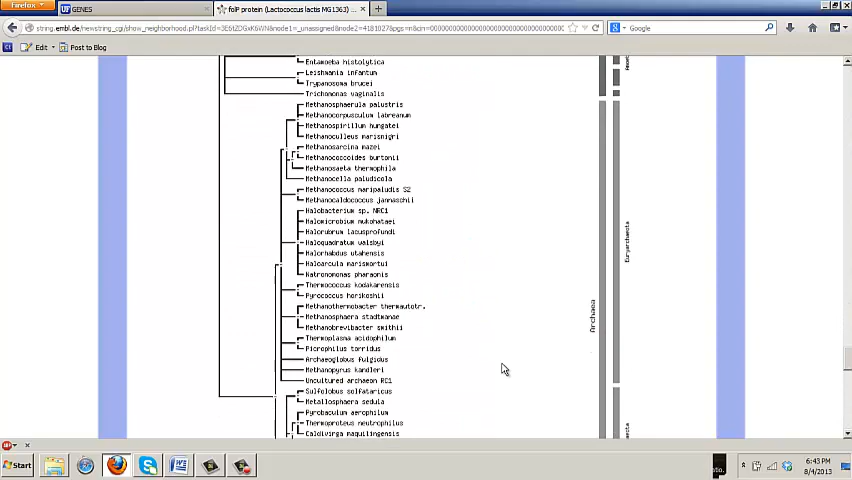 Firefox
UF GENES
folP protein (Lactococcus lactis MG1363) ...
Google
Edit
Post to Blog
Entamoeba histolytica
Leishmania infantum
Trypanosoma brucei
Trichomonas vaginalis
Methanosphaerula palustris
Methanocorpusculum labreanum
Methanospirillum hungatei
Methanoculleus marisnigri
Methanosarcina mazei
Methanococcoides burtonii
Methanosaeta thermophila
Methanocella paludicola
Methanococcus maripaludis S2
Methanocaldococcus jannaschii
Halobacterium sp. NRC1
Halomicrobium mukohataei
Halorubrum lacusprofundi
Haloquadratum walsbyi
Halorhabdus utahensis
Haloarcula marismortui
Natronomonas pharaonis
Thermococcus kodakarensis
Pyrococcus horikoshii
Methanothermobacter thermautotr.
Methanosphaera stadtmanae
Methanobrevibacter smithii
Thermoplasma acidophilum
Picrophilus torridus
Archaeoglobus fulgidus
Methanopyrus kandleri
Uncultured archaeon RC1
Sulfolobus solfataricus
Metallosphaera sedula
Pyrobaculum aerophilum
Thermoproteus neutrophilus
Caldivirga maquilingensis
Archaea
Euryarchaeota
Start
6:43 PM
8/4/2013